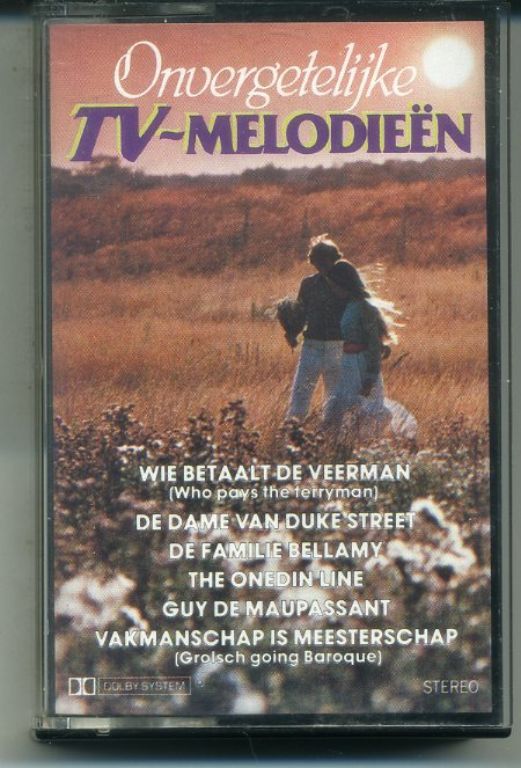 Onvergetelijke
TV-MELODIEËN
WIE BETAALT DE VEERMAN
(Who pays the ferryman)
DE DAME VAN DUKE STREET
DE FAMILIE BELLAMY
THE ONEDIN LINE
GUY DE MAUPASSANT
VAKMANSCHAP IS MEESTERSCHAP
(Grolsch going Baroque)
DOLBY SYSTEM
STEREO